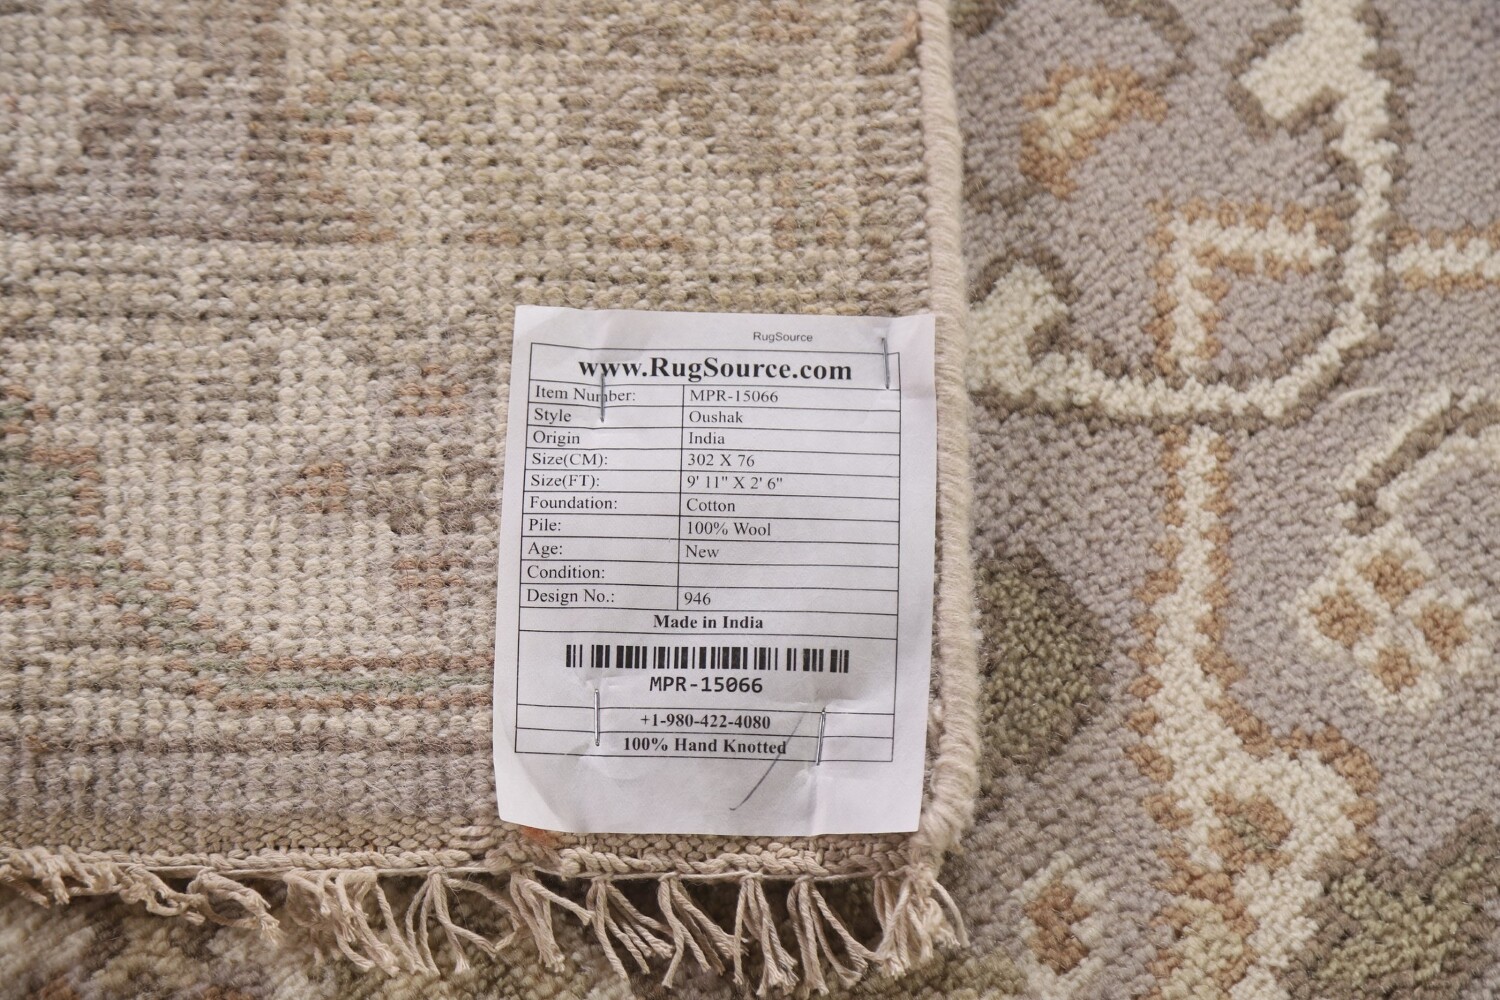 RugSource
www.RugSource.com
Item Number: MPR-15066
Style Oushak
Origin India
Size(CM): 302 X 76
Size(FT): 9' 11" X 2' 6"
Foundation: Cotton
Pile: 100% Wool
Age: New
Condition:
Design No.: 946
Made in India
MPR-15066
+1-980-422-4080
100% Hand Knotted